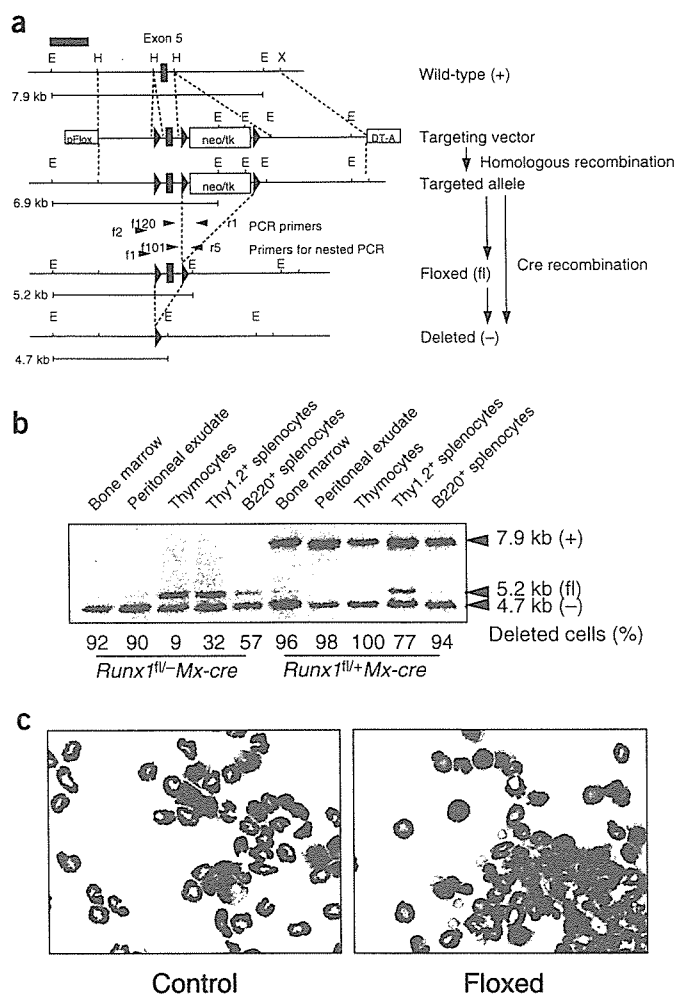 a
Exon 5
E H H H E X
Wild-type (+)
7.9 kb
E E E E
pFlox neo/tk DT-A
Targeting vector
Homologous recombination
E E E E
neo/tk
Targeted allele
6.9 kb
f120 r1 PCR primers
f2
f101 r5 Primers for nested PCR
f1
E E E
Floxed (fl)
Cre recombination
5.2 kb
E E E
Deleted (–)
4.7 kb
b
Bone marrow
Peritoneal exudate
Thymocytes
Thy1.2+ splenocytes
B220+ splenocytes
Bone marrow
Peritoneal exudate
Thymocytes
Thy1.2+ splenocytes
B220+ splenocytes
7.9 kb (+)
5.2 kb (fl)
4.7 kb (–)
92 90 9 32 57 96 98 100 77 94 Deleted cells (%)
Runx1fl/–Mx-cre Runx1fl/+Mx-cre
c
Control Floxed